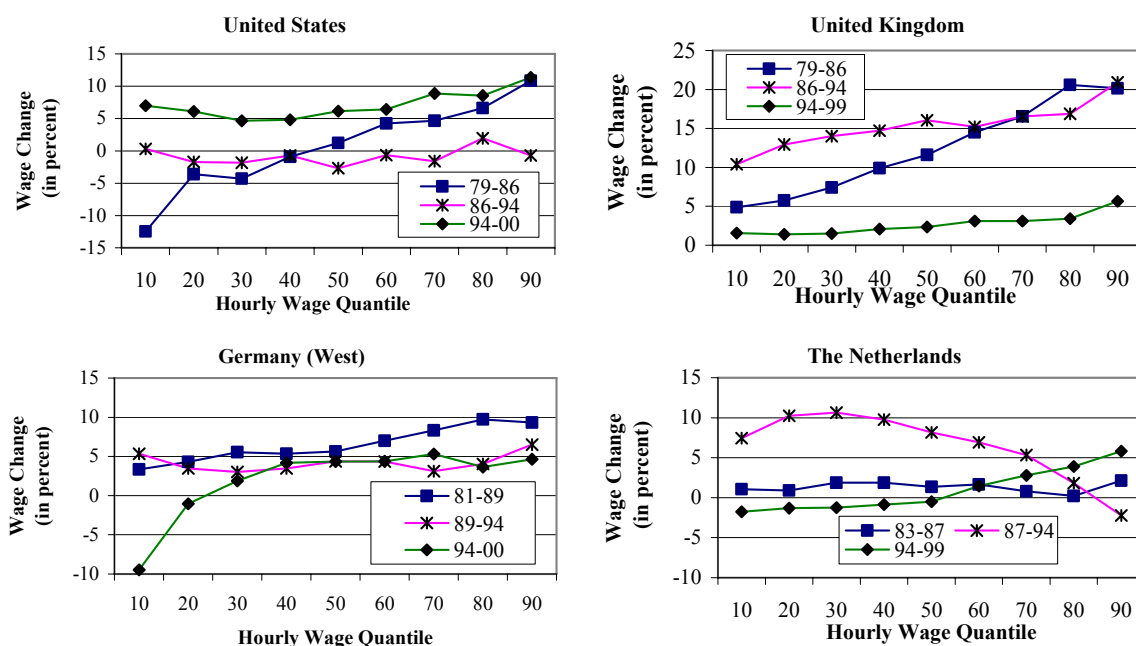 United States
Wage Change
(in percent)
15
10
5
0
-5
-10
-15
79-86
86-94
94-00
10 20 30 40 50 60 70 80 90
Hourly Wage Quantile
United Kingdom
Wage Change
(in percent)
25
20
15
10
5
0
79-86
86-94
94-99
10 20 30 40 50 60 70 80 90
Hourly Wage Quantile
Germany (West)
Wage Change
(in percent)
15
10
5
0
-5
-10
81-89
89-94
94-00
10 20 30 40 50 60 70 80 90
Hourly Wage Quantile
The Netherlands
Wage Change
(in percent)
15
10
5
0
-5
-10
83-87 87-94
94-99
10 20 30 40 50 60 70 80 90
Hourly Wage Quantile